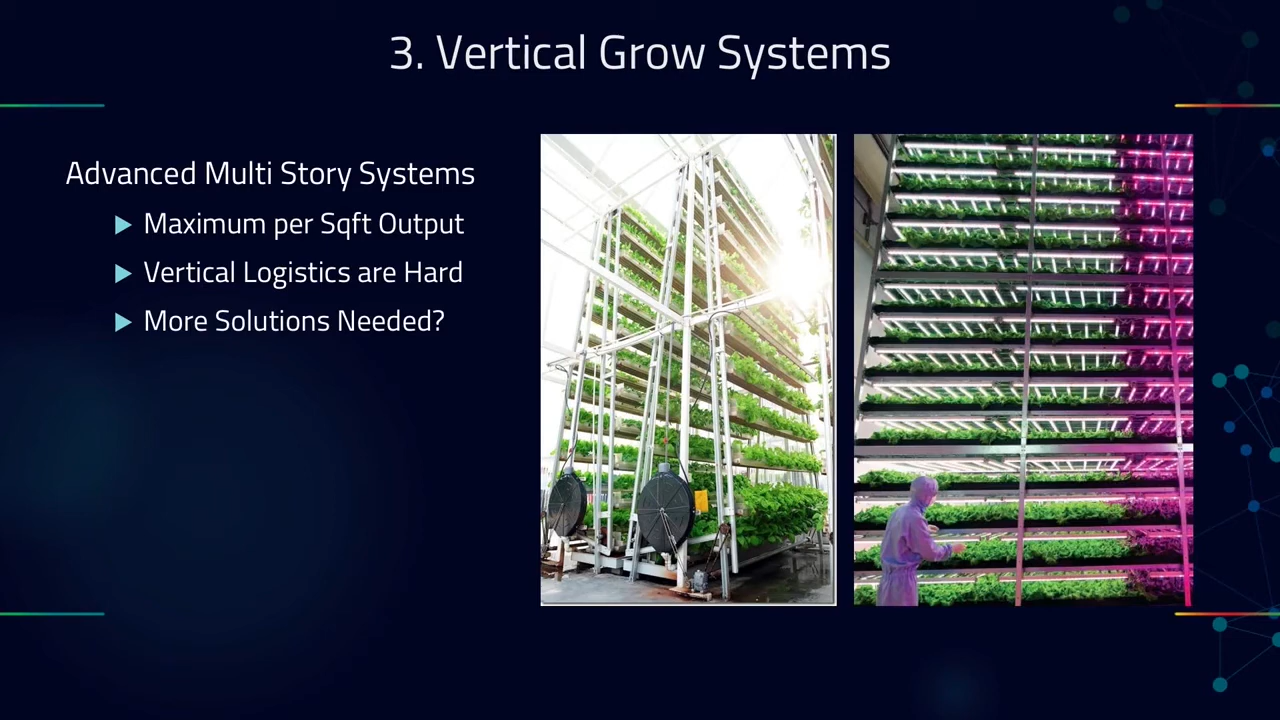 3. Vertical Grow Systems
Advanced Multi Story Systems
Maximum per Sqft Output
Vertical Logistics are Hard
More Solutions Needed?